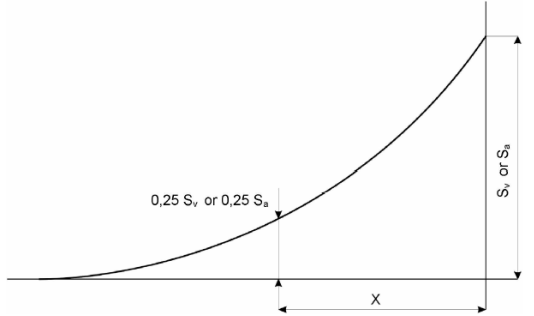 0,25 Sᵥ or 0,25 Sₐ
Sᵥ or Sₐ
X